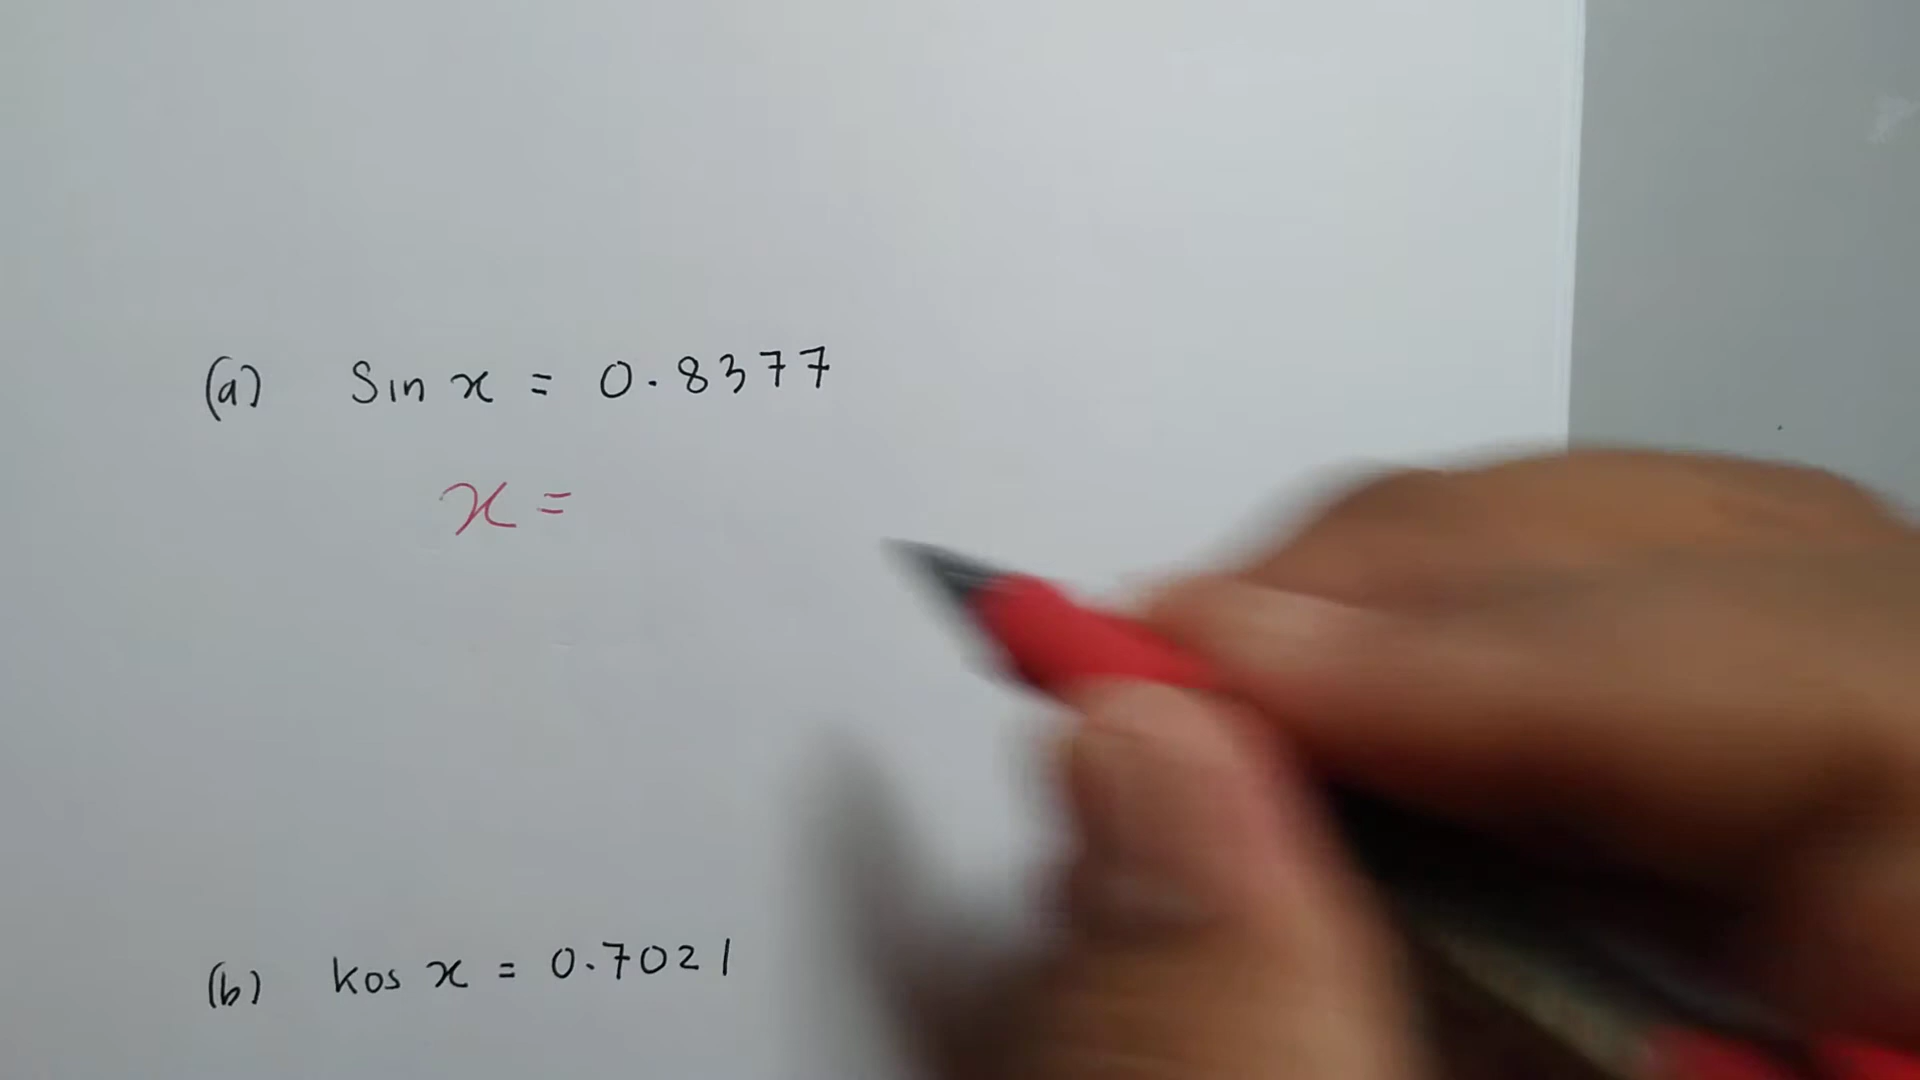 (a) Sin x = 0.8377
x =
(b) kos x = 0.7021